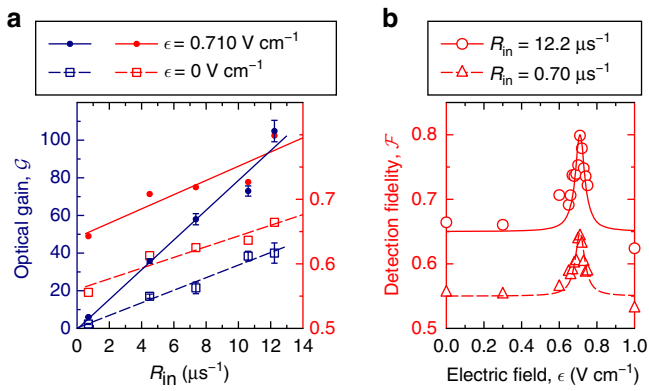 a
ϵ = 0.710 V cm⁻¹
ϵ = 0 V cm⁻¹
Optical gain, 𝒢
100
80
60
40
20
0
0.7
0.6
0.5
0 2 4 6 8 10 12 14
R_in (μs⁻¹)
b
R_in = 12.2 μs⁻¹
R_in = 0.70 μs⁻¹
Detection fidelity, ℱ
0.8
0.7
0.6
0.5
0.0 0.2 0.4 0.6 0.8 1.0
Electric field, ϵ (V cm⁻¹)